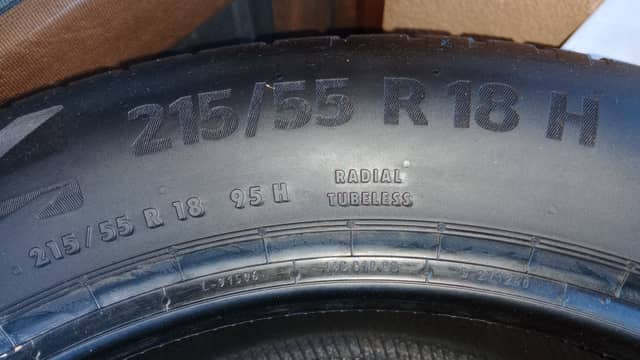 215/55 R 18 H
215/55 R 18 95 H
RADIAL
TUBELESS